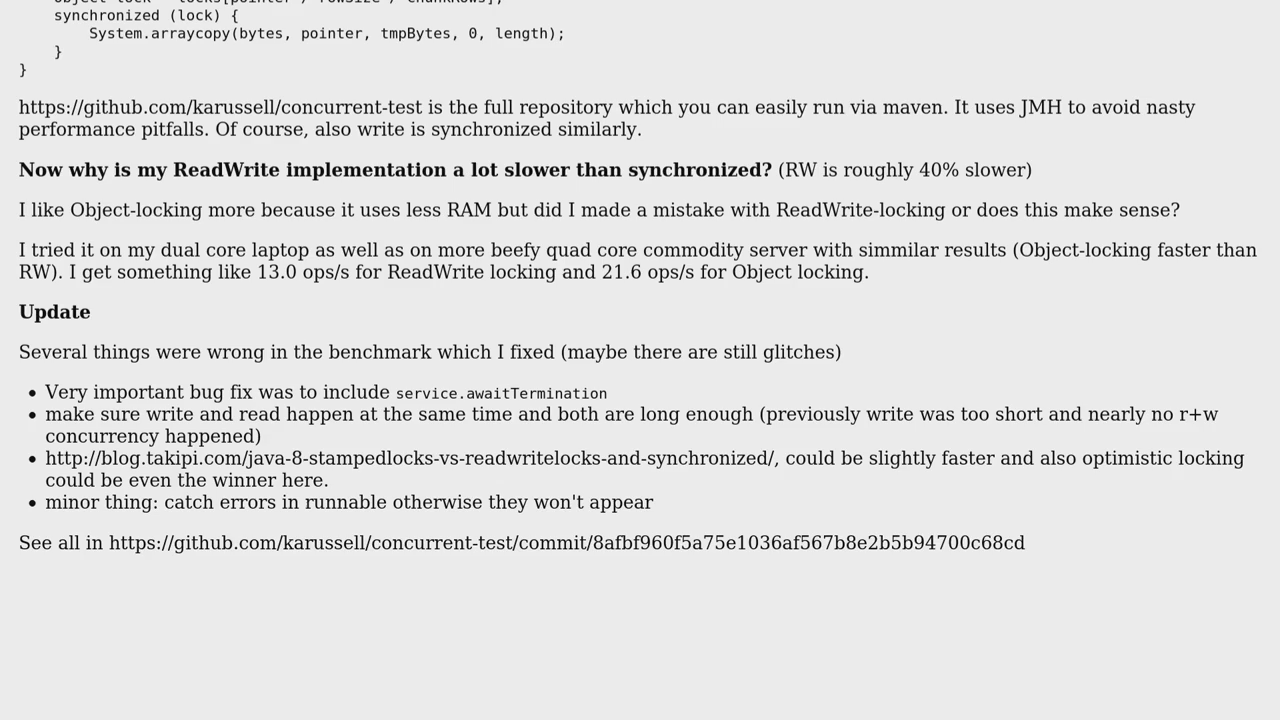 synchronized (lock) {
System.arraycopy(bytes, pointer, tmpBytes, 0, length);
}
}
https://github.com/karussell/concurrent-test is the full repository which you can easily run via maven. It uses JMH to avoid nasty
performance pitfalls. Of course, also write is synchronized similarly.
Now why is my ReadWrite implementation a lot slower than synchronized? (RW is roughly 40% slower)
I like Object-locking more because it uses less RAM but did I made a mistake with ReadWrite-locking or does this make sense?
I tried it on my dual core laptop as well as on more beefy quad core commodity server with simmilar results (Object-locking faster than
RW). I get something like 13.0 ops/s for ReadWrite locking and 21.6 ops/s for Object locking.
Update
Several things were wrong in the benchmark which I fixed (maybe there are still glitches)
• Very important bug fix was to include service.awaitTermination
• make sure write and read happen at the same time and both are long enough (previously write was too short and nearly no r+w
concurrency happened)
• http://blog.takipi.com/java-8-stampedlocks-vs-readwritelocks-and-synchronized/, could be slightly faster and also optimistic locking
could be even the winner here.
• minor thing: catch errors in runnable otherwise they won't appear
See all in https://github.com/karussell/concurrent-test/commit/8afbf960f5a75e1036af567b8e2b5b94700c68cd